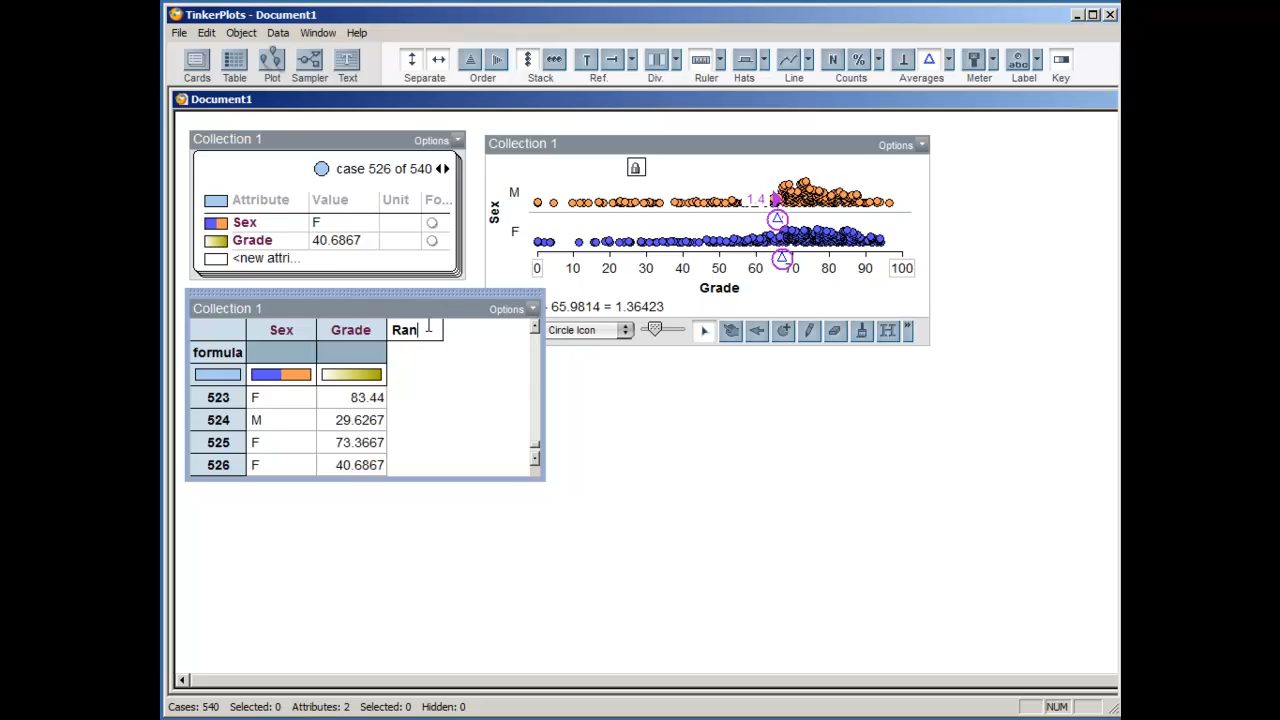 TinkerPlots - Document1
File Edit Object Data Window Help
Cards Table Plot Sampler Text Separate Order Stack Ref. Div. Ruler Hats Line Counts Averages Meter Label Key
Document1
Collection 1 Options
case 526 of 540
Attribute Value Unit Fo...
Sex F
Grade 40.6867
<new attri...
Collection 1 Options
Sex
M
1.4
F
0 10 20 30 40 50 60 70 80 90 100
Grade
- 65.9814 = 1.36423
Circle Icon
Collection 1 Options
Sex Grade Ran
formula
523 F 83.44
524 M 29.6267
525 F 73.3667
526 F 40.6867
Cases: 540 Selected: 0 Attributes: 2 Selected: 0 Hidden: 0 NUM